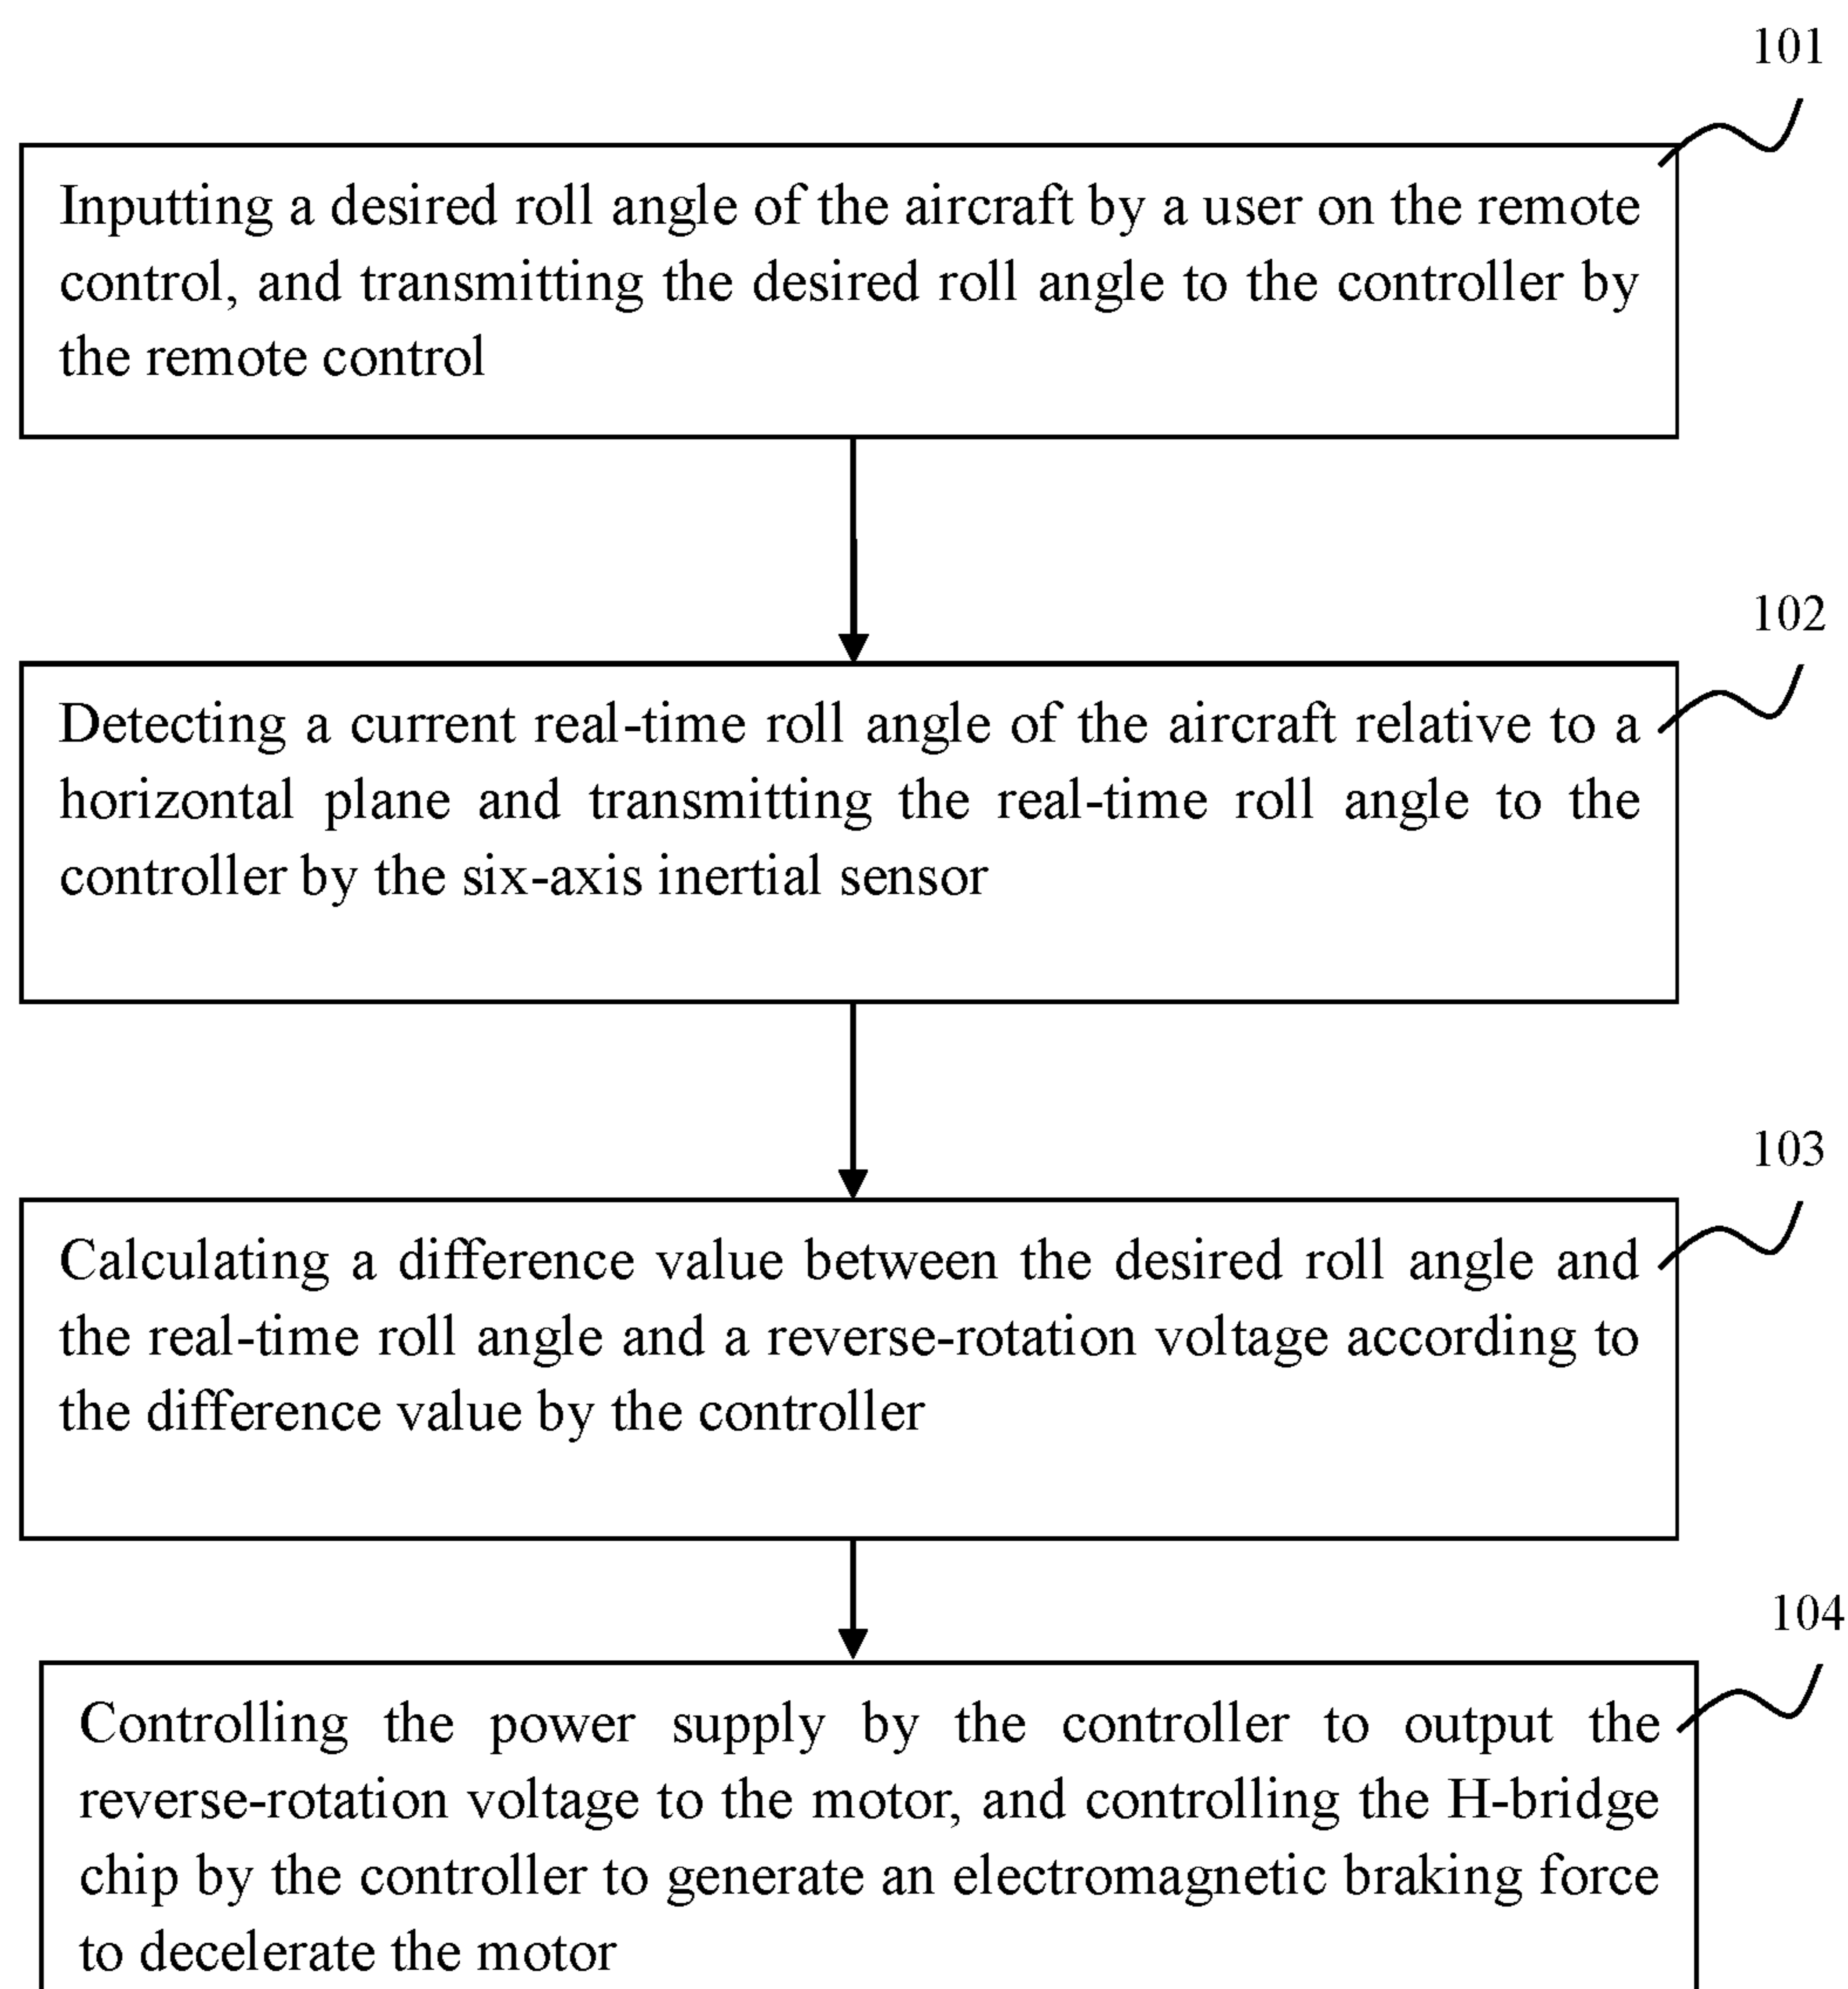 101
Inputting a desired roll angle of the aircraft by a user on the remote
control, and transmitting the desired roll angle to the controller by
the remote control
102
Detecting a current real-time roll angle of the aircraft relative to a
horizontal plane and transmitting the real-time roll angle to the
controller by the six-axis inertial sensor
103
Calculating a difference value between the desired roll angle and
the real-time roll angle and a reverse-rotation voltage according to
the difference value by the controller
104
Controlling the power supply by the controller to output the
reverse-rotation voltage to the motor, and controlling the H-bridge
chip by the controller to generate an electromagnetic braking force
to decelerate the motor